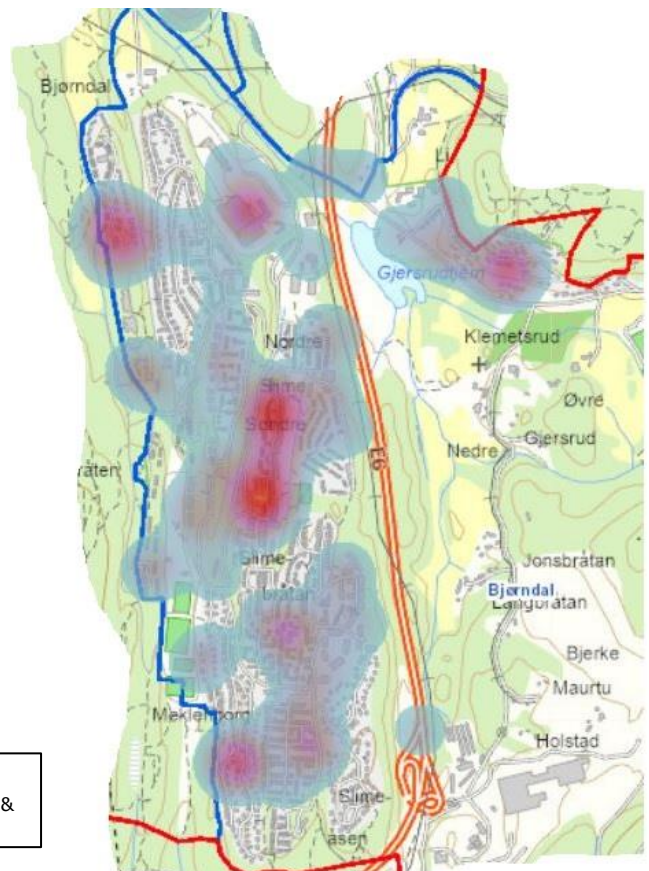 Bjørndal
Gjersrudtjern
Klemetsrud
Nordre
Slime
Søndre
Øvre
Gjersrud
Nedre
E6
råten
Slime-
bråtan
Jonsbråtan
Bjørndal
Langbråtan
Bjerke
Maurtu
Meklenborg
Holstad
Slime-
åsen
&